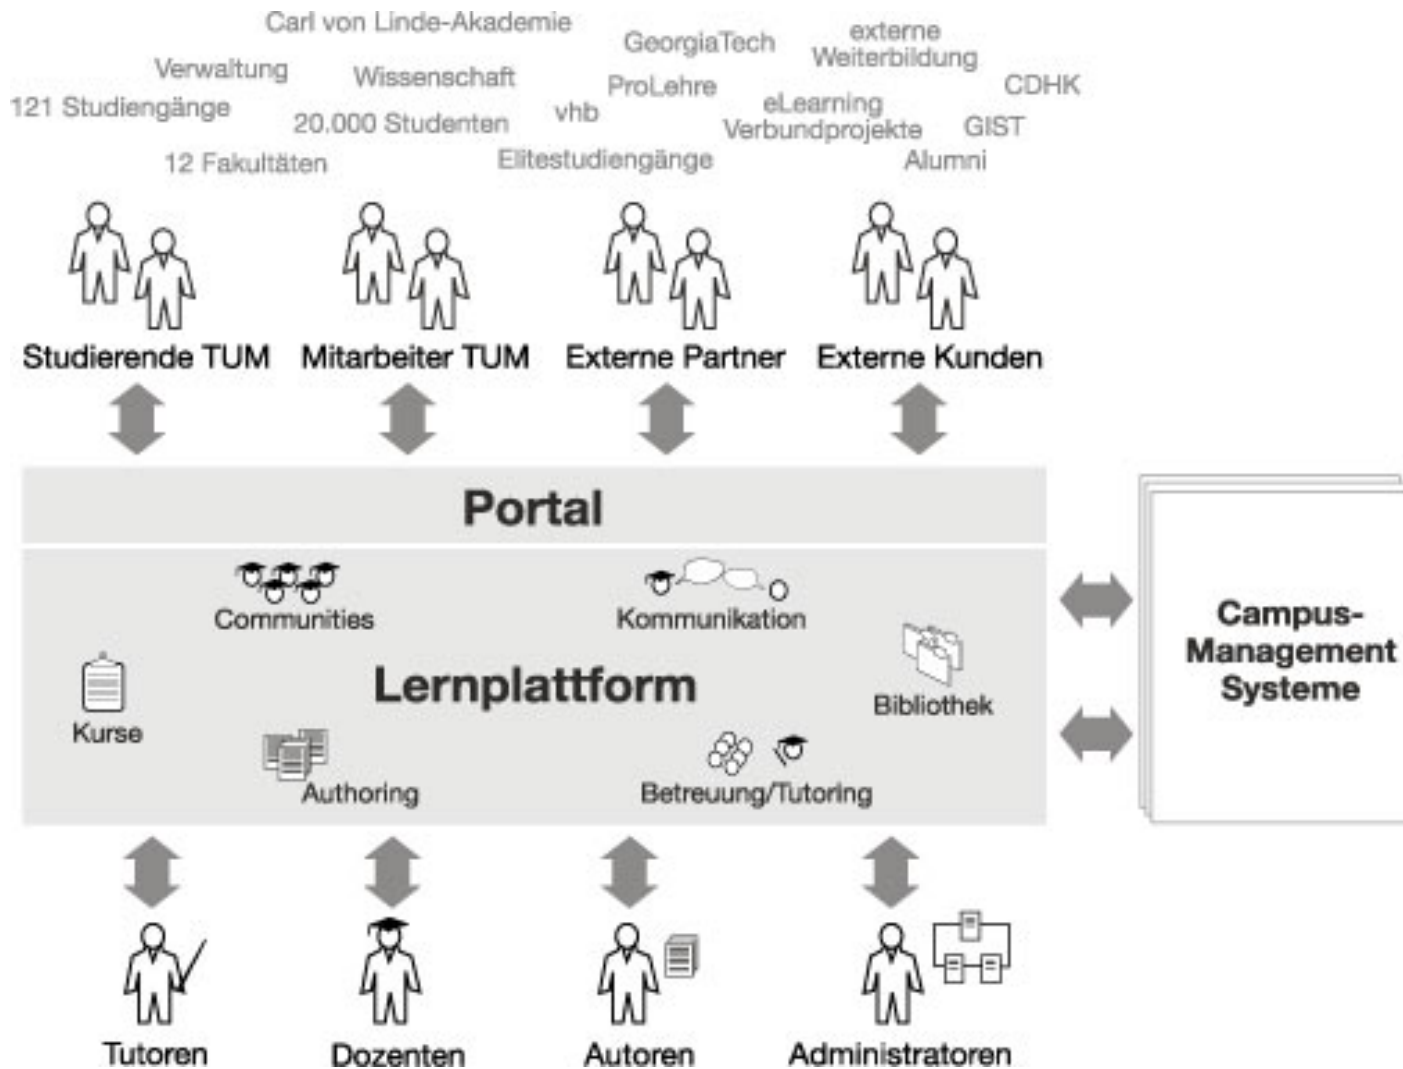 Carl von Linde-Akademie
GeorgiaTech
externe
Weiterbildung
Verwaltung
Wissenschaft
ProLehre
CDHK
121 Studiengänge
20.000 Studenten
vhb
eLearning
Verbundprojekte
GIST
12 Fakultäten
Elitestudiengänge
Alumni
Studierende TUM
Mitarbeiter TUM
Externe Partner
Externe Kunden
Portal
Communities
Kommunikation
Lernplattform
Bibliothek
Kurse
Authoring
Betreuung/Tutoring
Campus-
Management
Systeme
Tutoren
Dozenten
Autoren
Administratoren